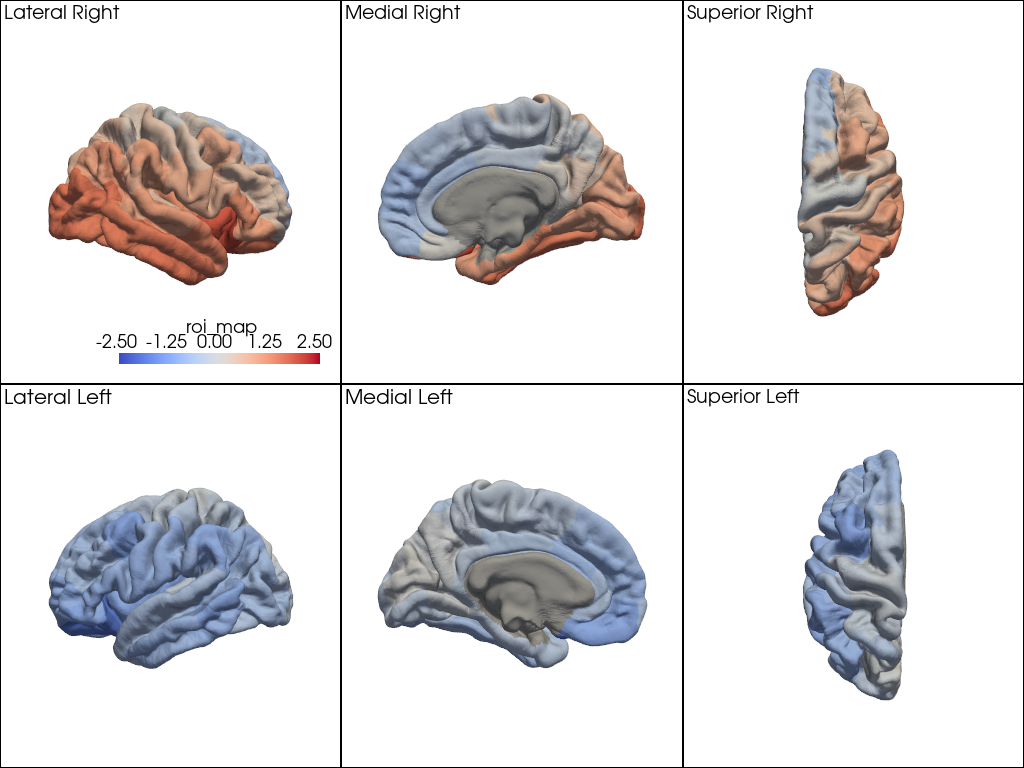 Lateral Right
Medial Right
Superior Right
roi_map
-2.50 -1.25 0.00 1.25 2.50
Lateral Left
Medial Left
Superior Left